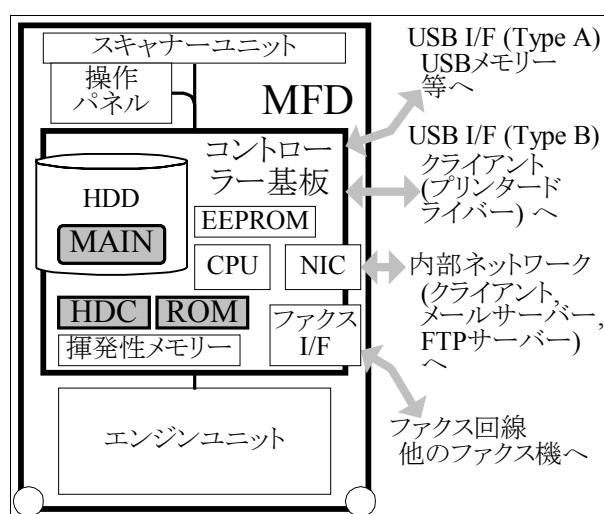 スキャナーユニット
操作
パネル
MFD
コントロー
ラー基板
HDD
MAIN
EEPROM
CPU
NIC
HDC
ROM
揮発性メモリー
ファクス
I/F
エンジンユニット
USB I/F (Type A)
USBメモリー
等へ
USB I/F (Type B)
クライアント
(プリンタード
ライバー) へ
内部ネットワーク
(クライアント,
メールサーバー,
FTPサーバー)
へ
ファクス回線
他のファクス機へ